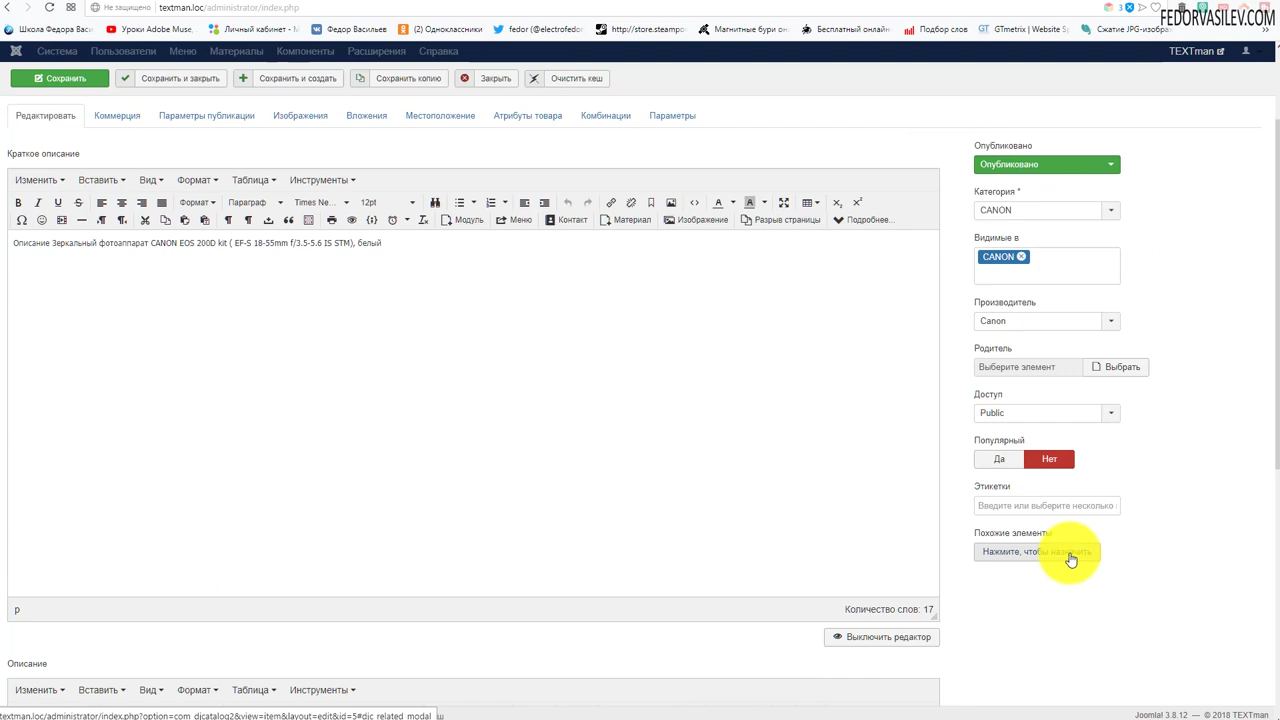 Не защищено
textman.loc/administrator/index.php
3
FEDORVASILEV.COM
Школа Федора Васильев
Уроки Adobe Muse,
Личный кабинет -
Федор Васильев
(2) Одноклассники
fedor (@electrofedor)
http://store.steampo
Магнитные бури он
Бесплатный онлайн
Подбор слов
GTmetrix | Website S
Сжатие JPG-изобра
Система
Пользователи
Меню
Материалы
Компоненты
Расширения
Справка
TEXTman
Сохранить
Сохранить и закрыть
Сохранить и создать
Сохранить копию
Закрыть
Очистить кеш
Редактировать
Коммерция
Параметры публикации
Изображения
Вложения
Местоположение
Атрибуты товара
Комбинации
Параметры
Краткое описание
Изменить
Вставить
Вид
Формат
Таблица
Инструменты
Формат
Параграф
Times Ne...
12pt
Модуль
Меню
Контакт
Материал
Изображение
Разрыв страницы
Подробнее...
Описание Зеркальный фотоаппарат CANON EOS 200D kit ( EF-S 18-55mm f/3.5-5.6 IS STM), белый
p
Количество слов: 17
Выключить редактор
Описание
Изменить
Вставить
Вид
Формат
Таблица
Инструменты
Опубликовано
Опубликовано
Категория *
CANON
Видимые в
CANON
Производитель
Canon
Родитель
Выберите элемент
Выбрать
Доступ
Public
Популярный
Да
Нет
Этикетки
Введите или выберите несколько
Похожие элементы
Нажмите, чтобы назначить
textman.loc/administrator/index.php?option=com_djcatalog2&view=item&layout=edit&id=5#djc_related_modal
Joomla! 3.8.12 — © 2018 TEXTman